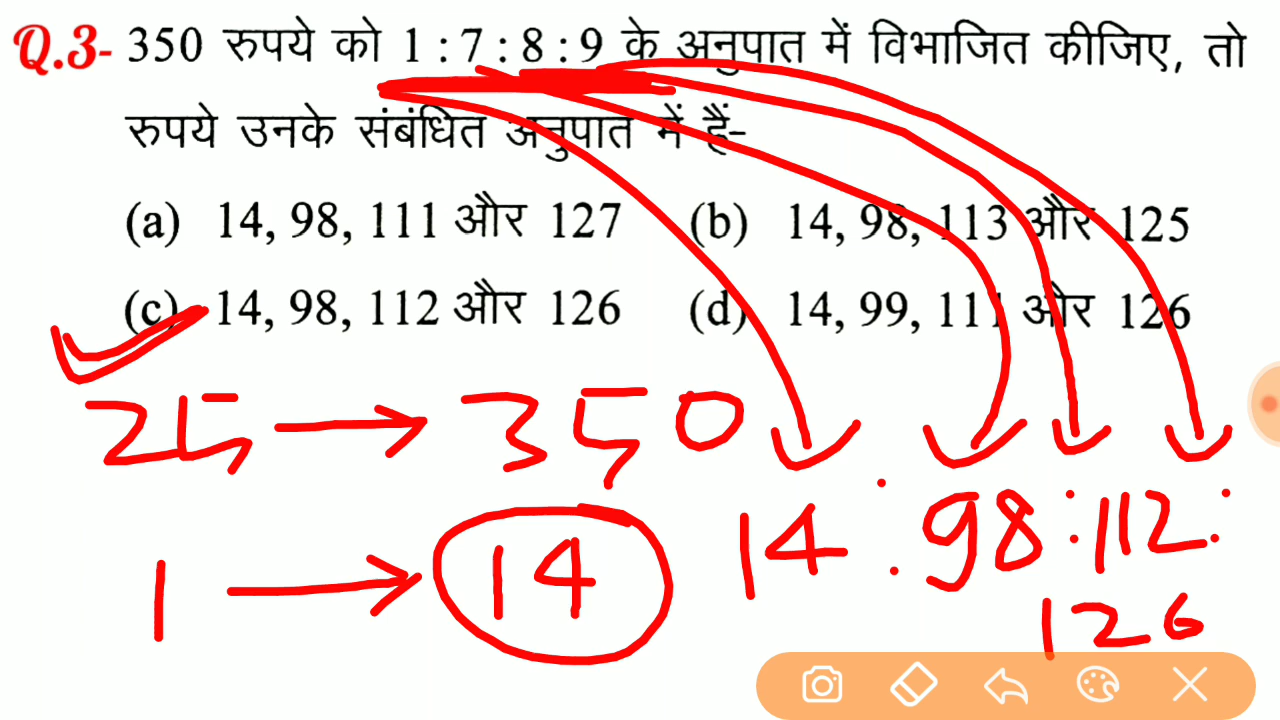 Q.3- 350 रुपये को 1 : 7 : 8 : 9 के अनुपात में विभाजित कीजिए, तो
रुपये उनके संबंधित अनुपात में हैं-
(a) 14, 98, 111 और 127 (b) 14, 98, 113 और 125
(c) 14, 98, 112 और 126 (d) 14, 99, 111 और 126
25 → 350
1 → 14 14 : 98 : 112 :
126